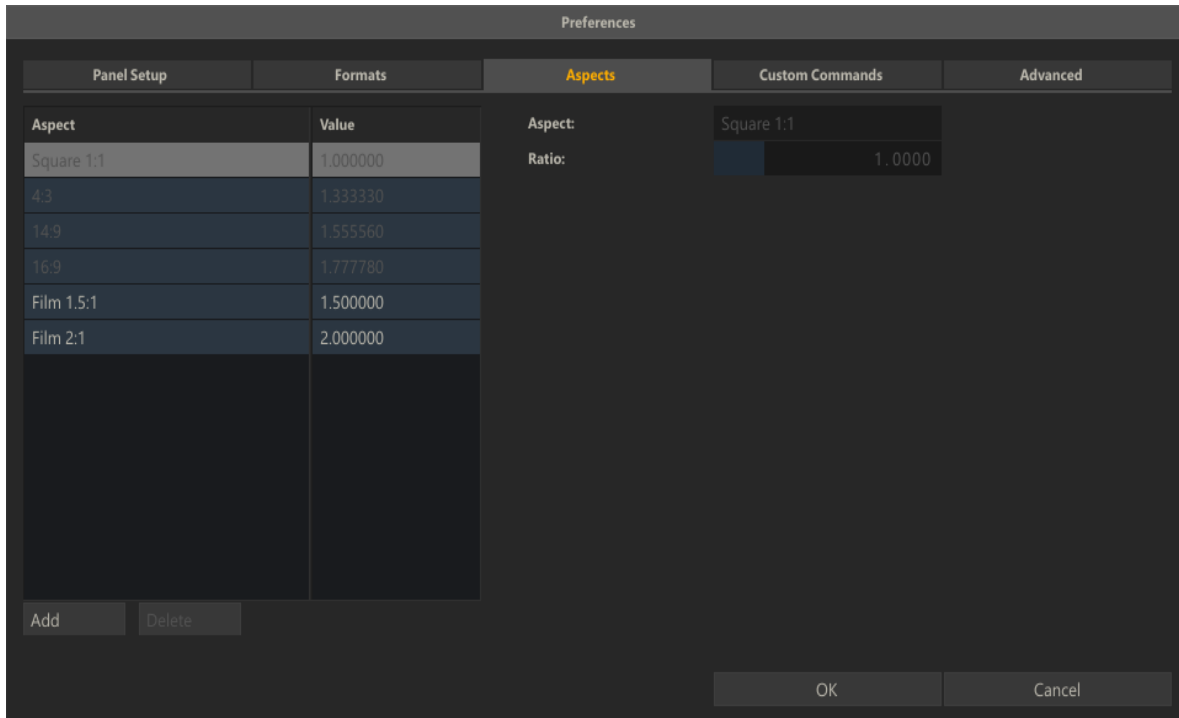 Preferences
Panel Setup Formats Aspects Custom Commands Advanced
Aspect Value Aspect: Square 1:1
Square 1:1 1.000000 Ratio: 1.0000
4:3 1.333330
14:9 1.555560
16:9 1.777780
Film 1.5:1 1.500000
Film 2:1 2.000000
Add Delete
OK Cancel